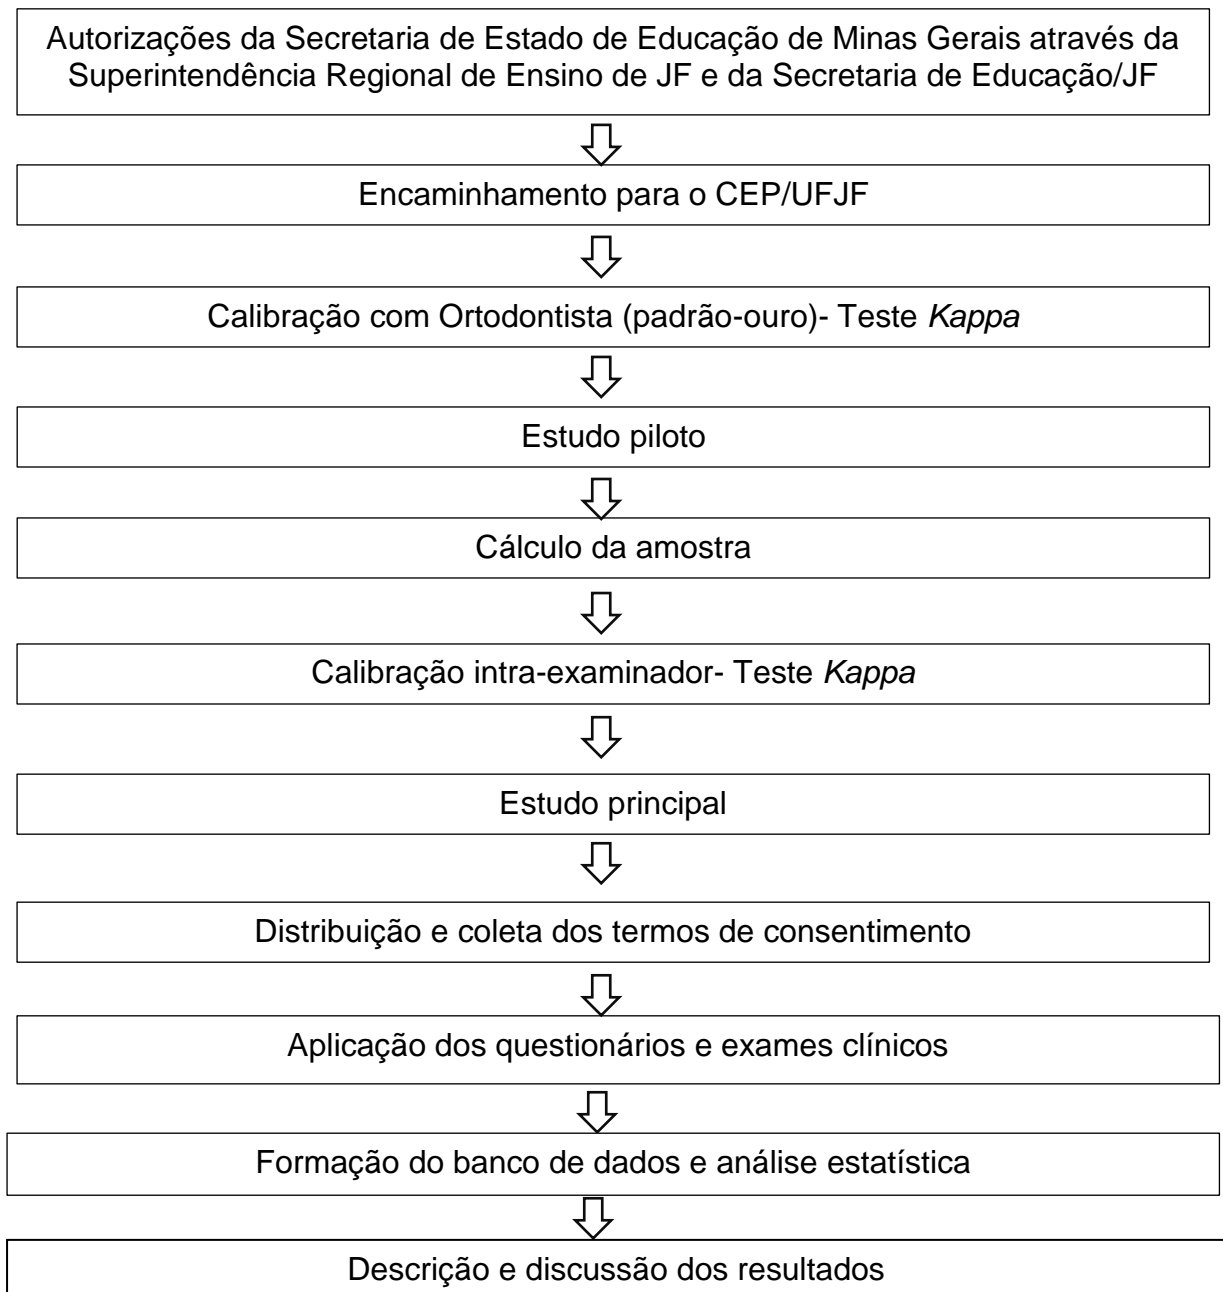 Autorizações da Secretaria de Estado de Educação de Minas Gerais através da
Superintendência Regional de Ensino de JF e da Secretaria de Educação/JF
Encaminhamento para o CEP/UFJF
Calibração com Ortodontista (padrão-ouro)- Teste Kappa
Estudo piloto
Cálculo da amostra
Calibração intra-examinador- Teste Kappa
Estudo principal
Distribuição e coleta dos termos de consentimento
Aplicação dos questionários e exames clínicos
Formação do banco de dados e análise estatística
Descrição e discussão dos resultados